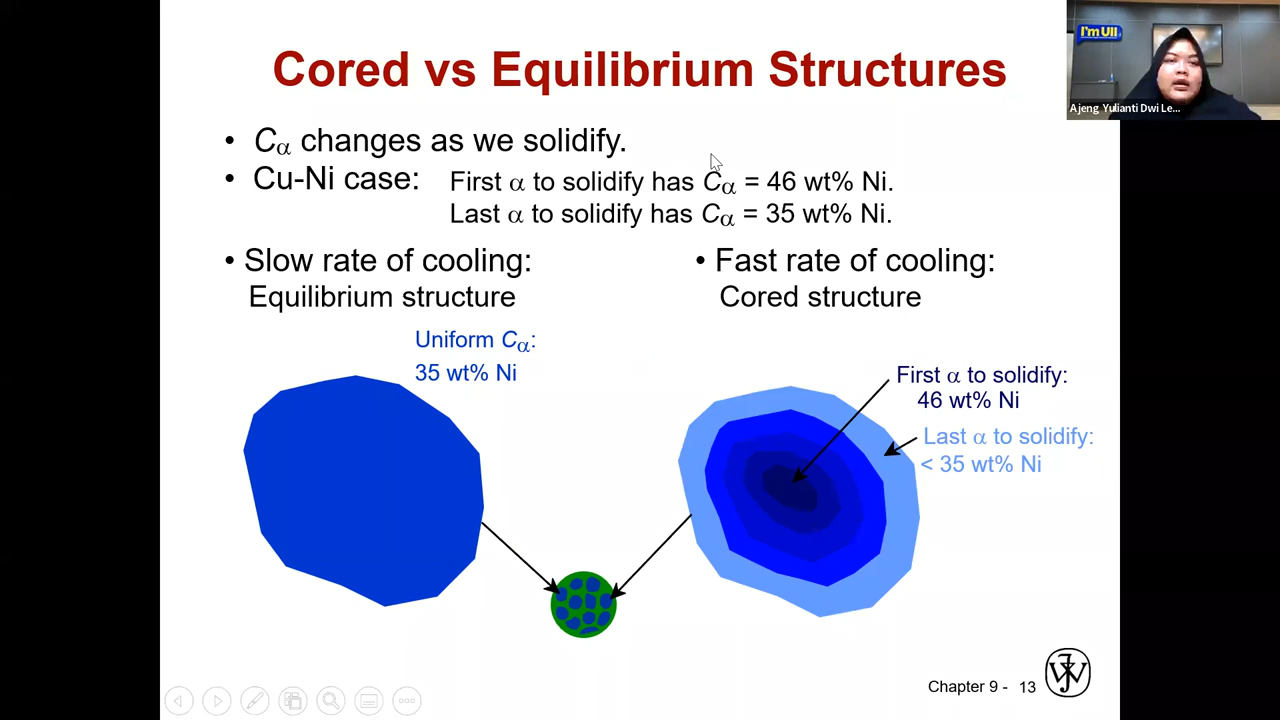 Cored vs Equilibrium Structures
I'm UII
Ajeng Yulianti Dwi Le...
• Cα changes as we solidify.
• Cu-Ni case:
First α to solidify has Cα = 46 wt% Ni.
Last α to solidify has Cα = 35 wt% Ni.
• Slow rate of cooling:
Equilibrium structure
• Fast rate of cooling:
Cored structure
Uniform Cα:
35 wt% Ni
First α to solidify:
46 wt% Ni
Last α to solidify:
< 35 wt% Ni
Chapter 9 - 13